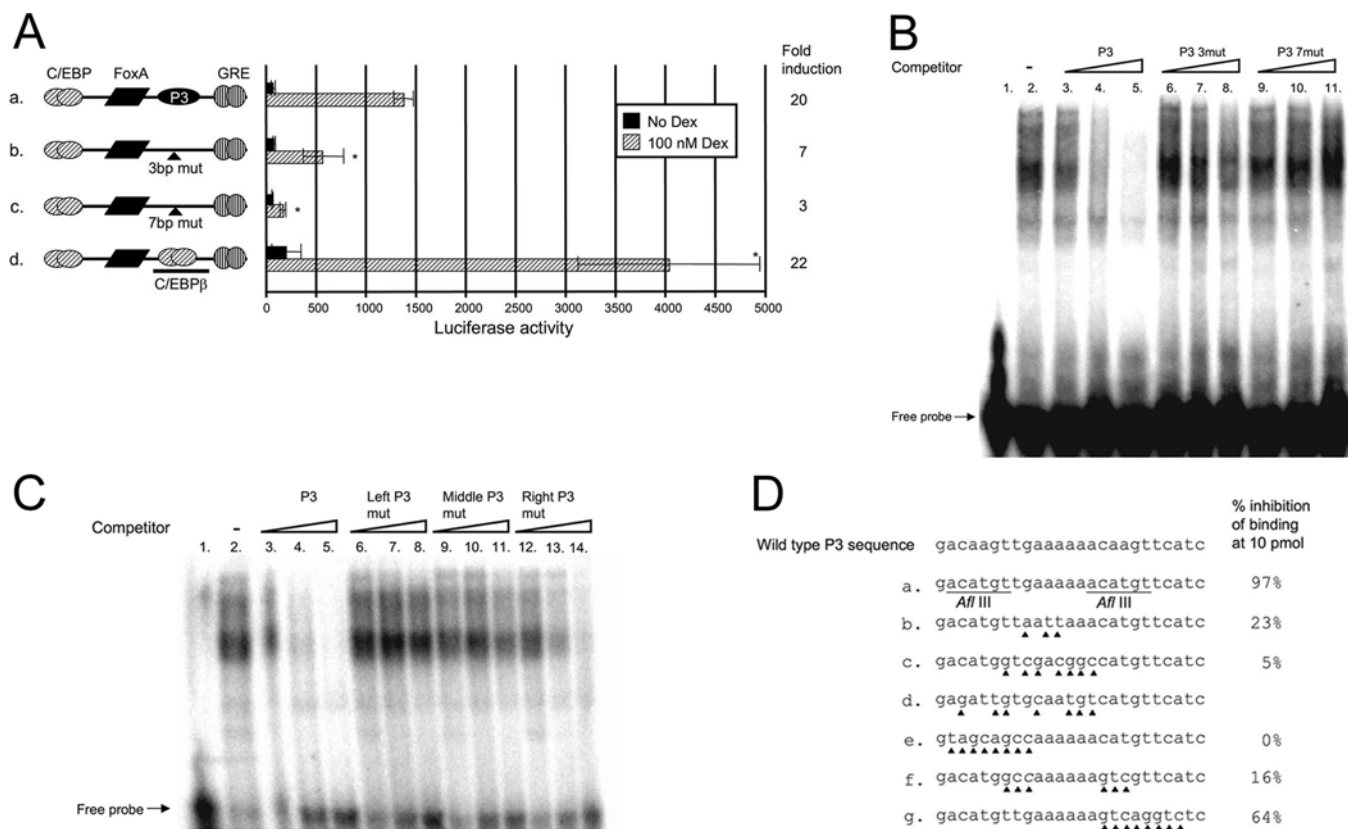 A
C/EBP FoxA GRE
Fold
induction
a. P3 20
b. 3bp mut * 7
c. 7bp mut * 3
d. C/EBPβ * 22
No Dex
100 nM Dex
0 500 1000 1500 2000 2500 3000 3500 4000 4500 5000
Luciferase activity
B
P3 P3 3mut P3 7mut
Competitor -
1. 2. 3. 4. 5. 6. 7. 8. 9. 10. 11.
Free probe
C
P3 Left P3 mut Middle P3 mut Right P3 mut
Competitor -
1. 2. 3. 4. 5. 6. 7. 8. 9. 10. 11. 12. 13. 14.
Free probe
D
% inhibition
of binding
at 10 pmol
Wild type P3 sequence gacaagttgaaaaaacaagttcatc
a. gacatgttgaaaaaacatgttcatc 97%
Afl III Afl III
b. gacatgttaattaaacatgttcatc 23%
c. gacatggtcgacggccatgttcatc 5%
d. gagattgtgcaatgtcatgttcatc
e. gtagcagccaaaaaacatgttcatc 0%
f. gacatggccaaaaaagtcgttcatc 16%
g. gacatgttgaaaaaagtcaggtctc 64%